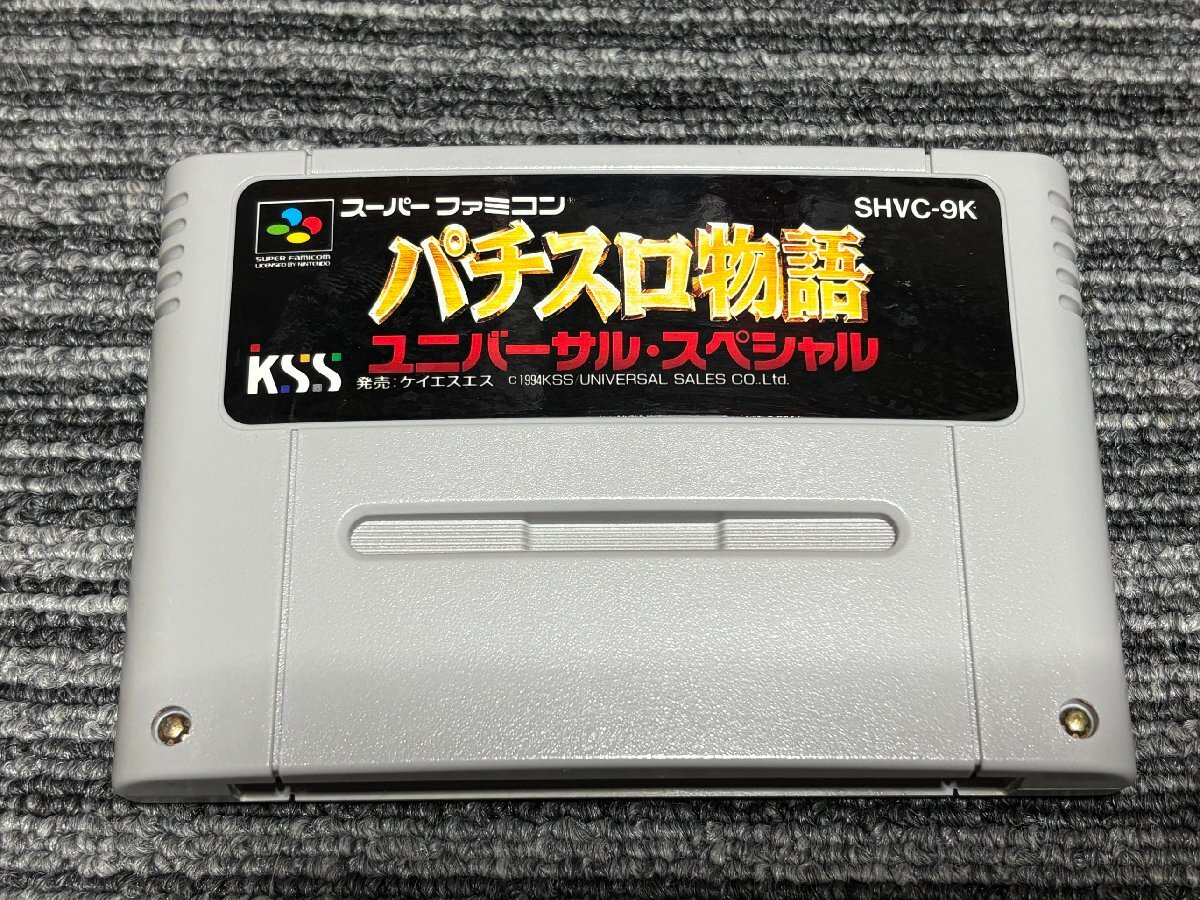 スーパーファミコン®
SHVC-9K
SUPER FAMICOM
LICENSED BY NINTENDO
パチスロ物語
ユニバーサル・スペシャル
KSS
発売:ケイエスエス ©1994KSS/UNIVERSAL SALES CO.,Ltd.